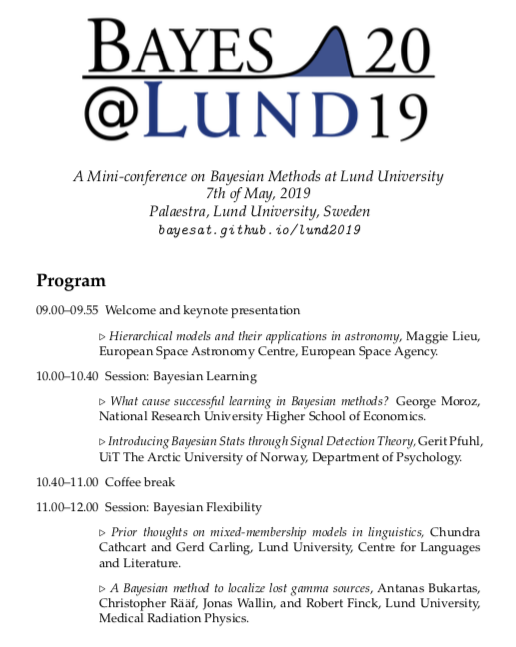 BAYES 20
@LUND19
A Mini-conference on Bayesian Methods at Lund University
7th of May, 2019
Palaestra, Lund University, Sweden
bayesat.github.io/lund2019
Program
09.00–09.55 Welcome and keynote presentation
▷ Hierarchical models and their applications in astronomy, Maggie Lieu,
European Space Astronomy Centre, European Space Agency.
10.00–10.40 Session: Bayesian Learning
▷ What cause successful learning in Bayesian methods? George Moroz,
National Research University Higher School of Economics.
▷ Introducing Bayesian Stats through Signal Detection Theory, Gerit Pfuhl,
UiT The Arctic University of Norway, Department of Psychology.
10.40–11.00 Coffee break
11.00–12.00 Session: Bayesian Flexibility
▷ Prior thoughts on mixed-membership models in linguistics, Chundra
Cathcart and Gerd Carling, Lund University, Centre for Languages
and Literature.
▷ A Bayesian method to localize lost gamma sources, Antanas Bukartas,
Christopher Rääf, Jonas Wallin, and Robert Finck, Lund University,
Medical Radiation Physics.